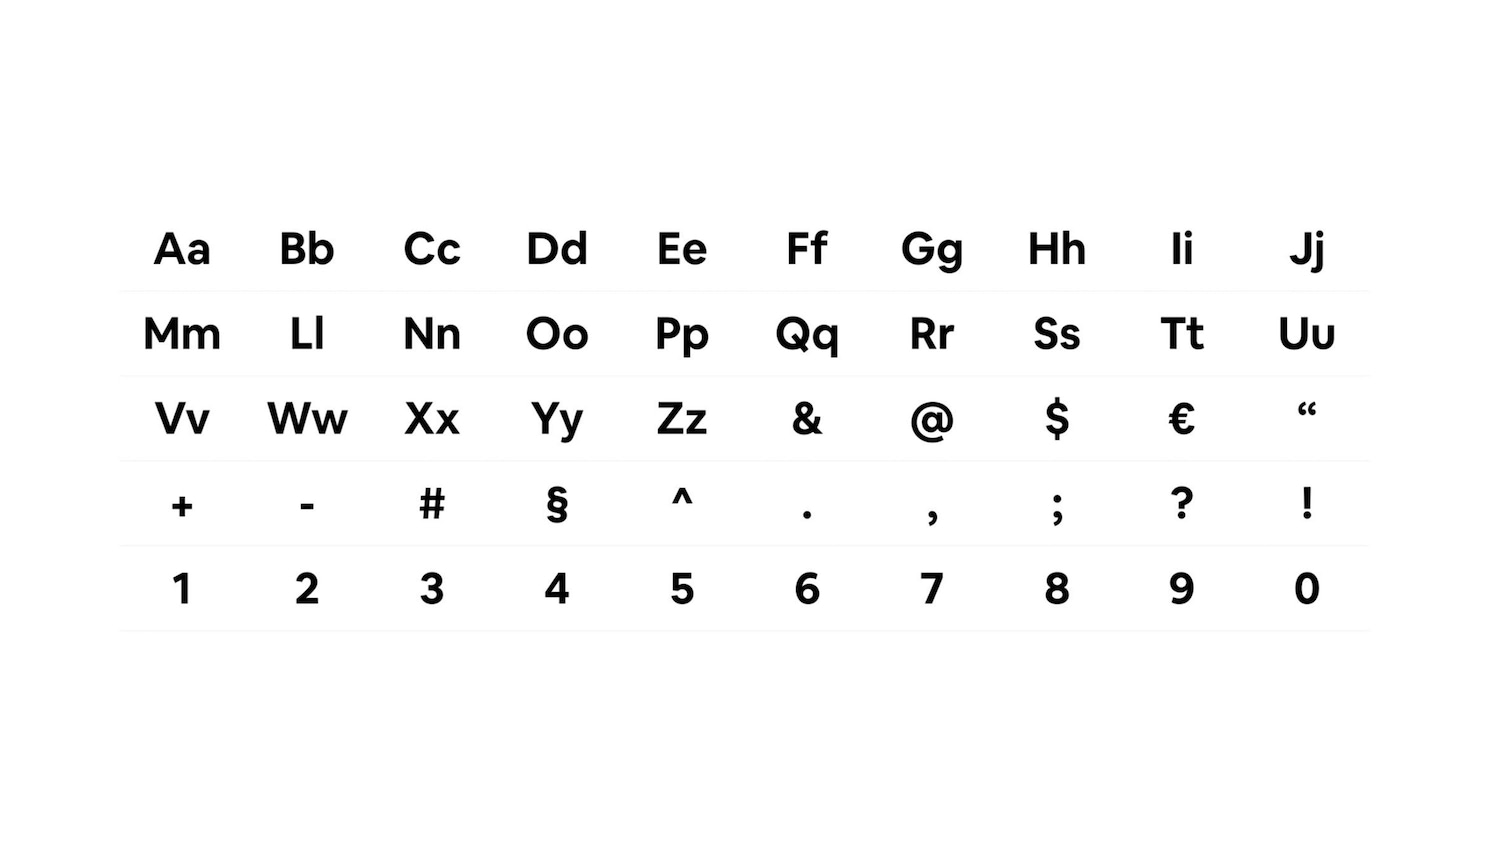 Aa Bb Cc Dd Ee Ff Gg Hh Ii Jj
Mm Ll Nn Oo Pp Qq Rr Ss Tt Uu
Vv Ww Xx Yy Zz & @ $ € “
+ - # § ^ . , ; ? !
1 2 3 4 5 6 7 8 9 0